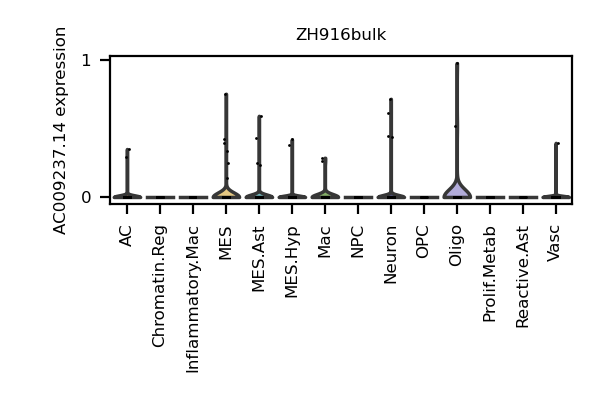 ZH916bulk
AC009237.14 expression
1
0
AC
Chromatin.Reg
Inflammatory.Mac
MES
MES.Ast
MES.Hyp
Mac
NPC
Neuron
OPC
Oligo
Prolif.Metab
Reactive.Ast
Vasc